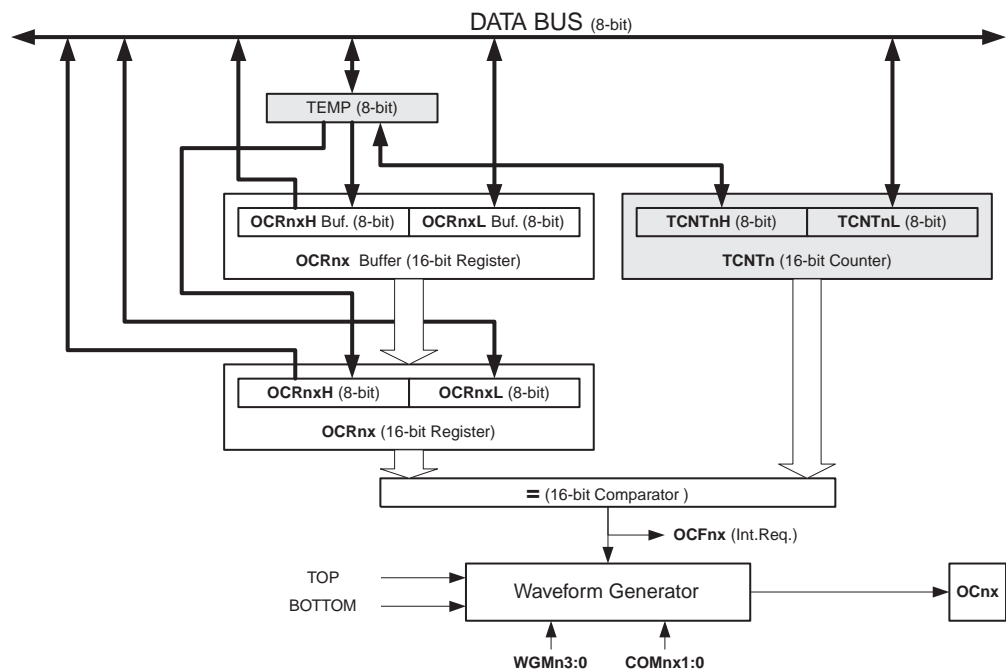 DATA BUS (8-bit)
TEMP (8-bit)
OCRnxH Buf. (8-bit) OCRnxL Buf. (8-bit)
OCRnx Buffer (16-bit Register)
TCNTnH (8-bit) TCNTnL (8-bit)
TCNTn (16-bit Counter)
OCRnxH (8-bit) OCRnxL (8-bit)
OCRnx (16-bit Register)
= (16-bit Comparator )
OCFnx (Int.Req.)
TOP
BOTTOM
Waveform Generator
OCnx
WGMn3:0 COMnx1:0